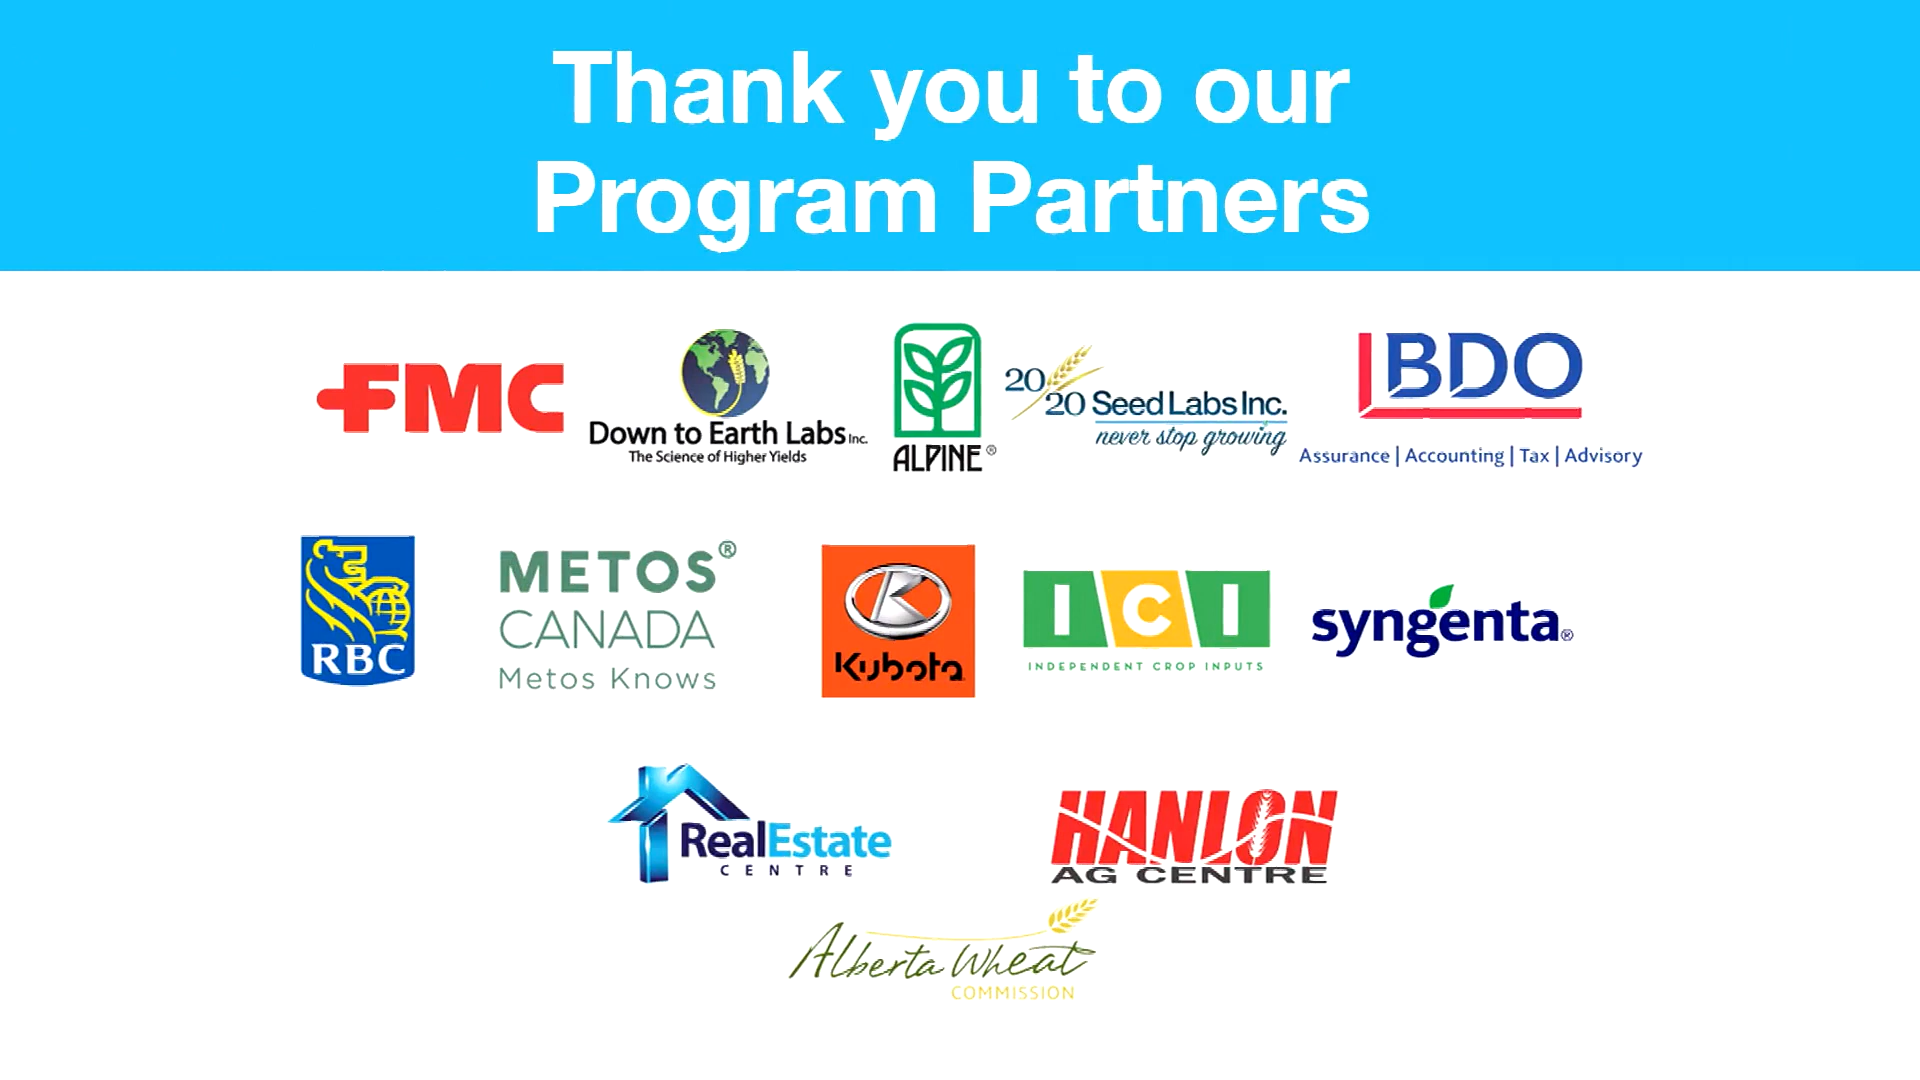 Thank you to our
Program Partners
FMC
Down to Earth Labs Inc.
The Science of Higher Yields
ALPINE®
20/20 Seed Labs Inc.
never stop growing
BDO
Assurance | Accounting | Tax | Advisory
RBC
METOS®
CANADA
Metos Knows
Kubota
ICI
INDEPENDENT CROP INPUTS
syngenta®
RealEstate
CENTRE
HANLON
AG CENTRE
Alberta Wheat
COMMISSION